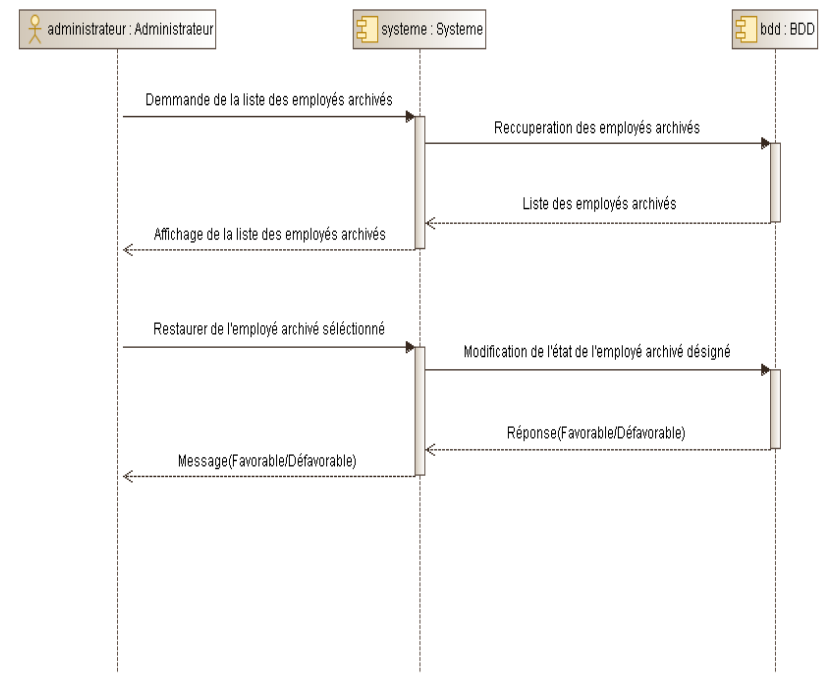 administrateur : Administrateur
systeme : Systeme
bdd : BDD
Demmande de la liste des employés archivés
Reccuperation des employés archivés
Liste des employés archivés
Affichage de la liste des employés archivés
Restaurer de l'employé archivé séléctionné
Modification de l'état de l'employé archivé désigné
Réponse(Favorable/Défavorable)
Message(Favorable/Défavorable)